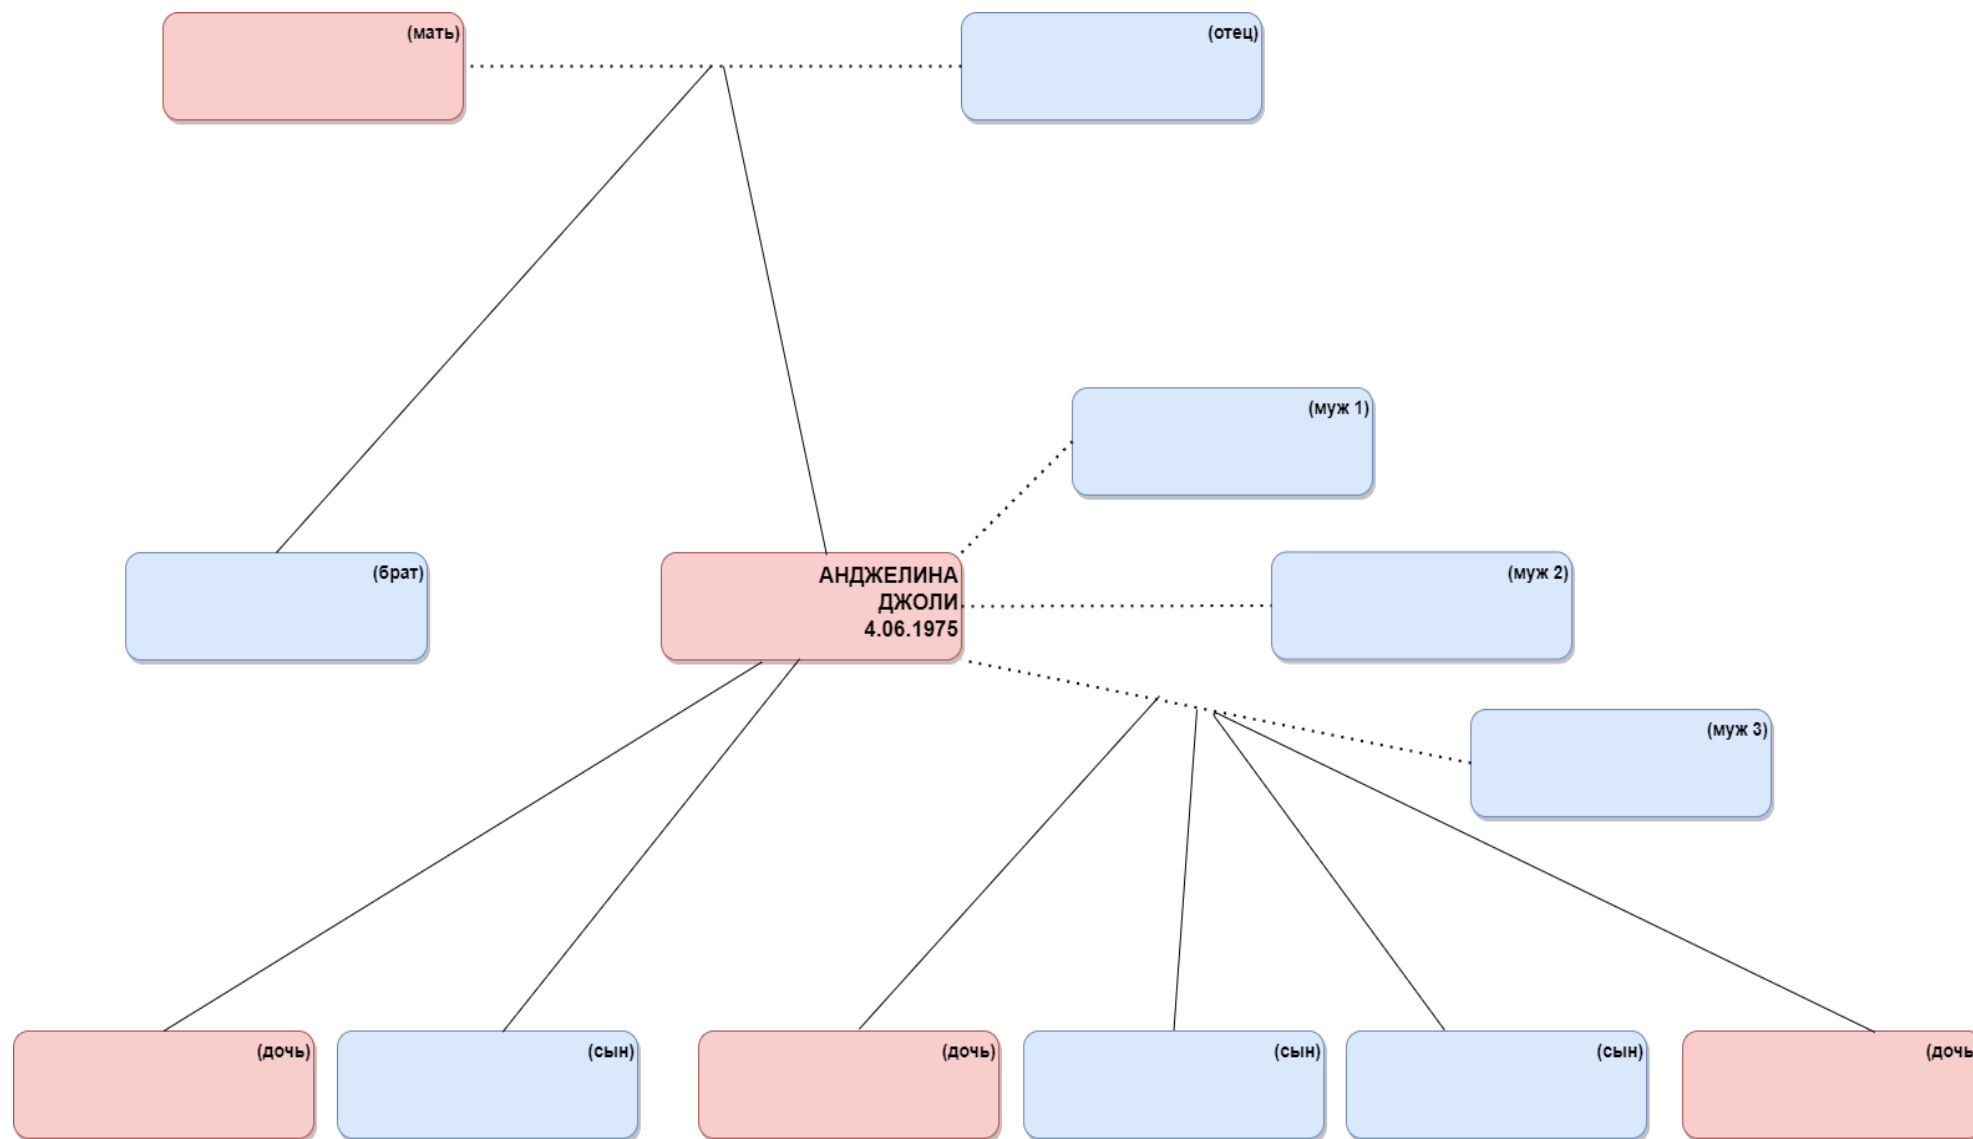 (мать)
(отец)
(муж 1)
(брат)
АНДЖЕЛИНА
ДЖОЛИ
4.06.1975
(муж 2)
(муж 3)
(дочь)
(сын)
(дочь)
(сын)
(сын)
(дочь